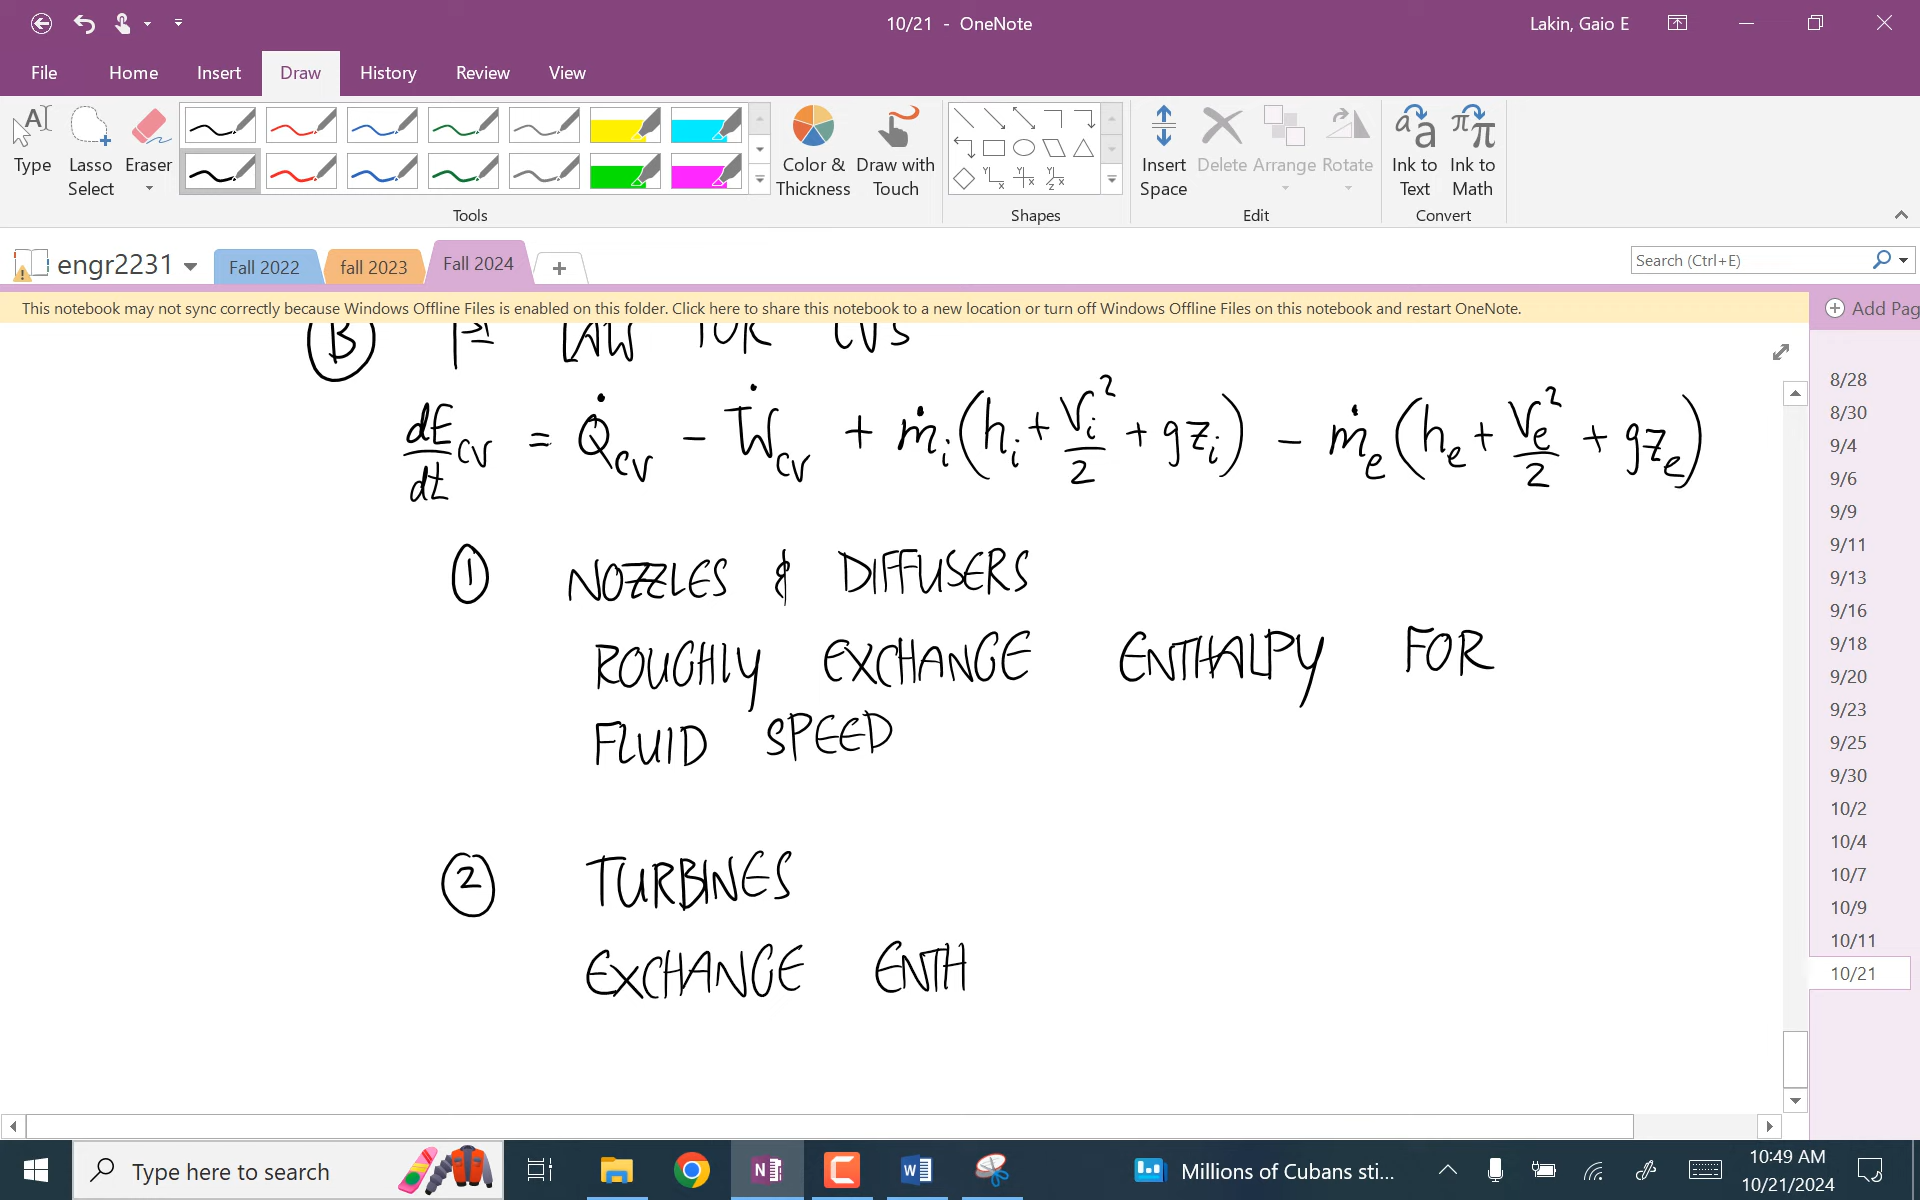 10/21 - OneNote
Lakin, Gaio E
File Home Insert Draw History Review View
Type
Lasso Select
Eraser
Color & Thickness
Draw with Touch
Insert Space
Delete
Arrange
Rotate
Ink to Text
Ink to Math
Tools
Shapes
Edit
Convert
engr2231
Fall 2022
fall 2023
Fall 2024
Search (Ctrl+E)
This notebook may not sync correctly because Windows Offline Files is enabled on this folder. Click here to share this notebook to a new location or turn off Windows Offline Files on this notebook and restart OneNote.
Add Pag
Ⓑ 1st LAW FOR CVS
dE_cv/dt = Q̇_cv - Ẇ_cv + ṁ_i(h_i + V_i²/2 + gz_i) - ṁ_e(h_e + V_e²/2 + gz_e)
① NOZZLES & DIFFUSERS
ROUGHLY EXCHANGE ENTHALPY FOR
FLUID SPEED
② TURBINES
EXCHANGE ENTH
8/28
8/30
9/4
9/6
9/9
9/11
9/13
9/16
9/18
9/20
9/23
9/25
9/30
10/2
10/4
10/7
10/9
10/11
10/21
Type here to search
Millions of Cubans sti...
10:49 AM
10/21/2024